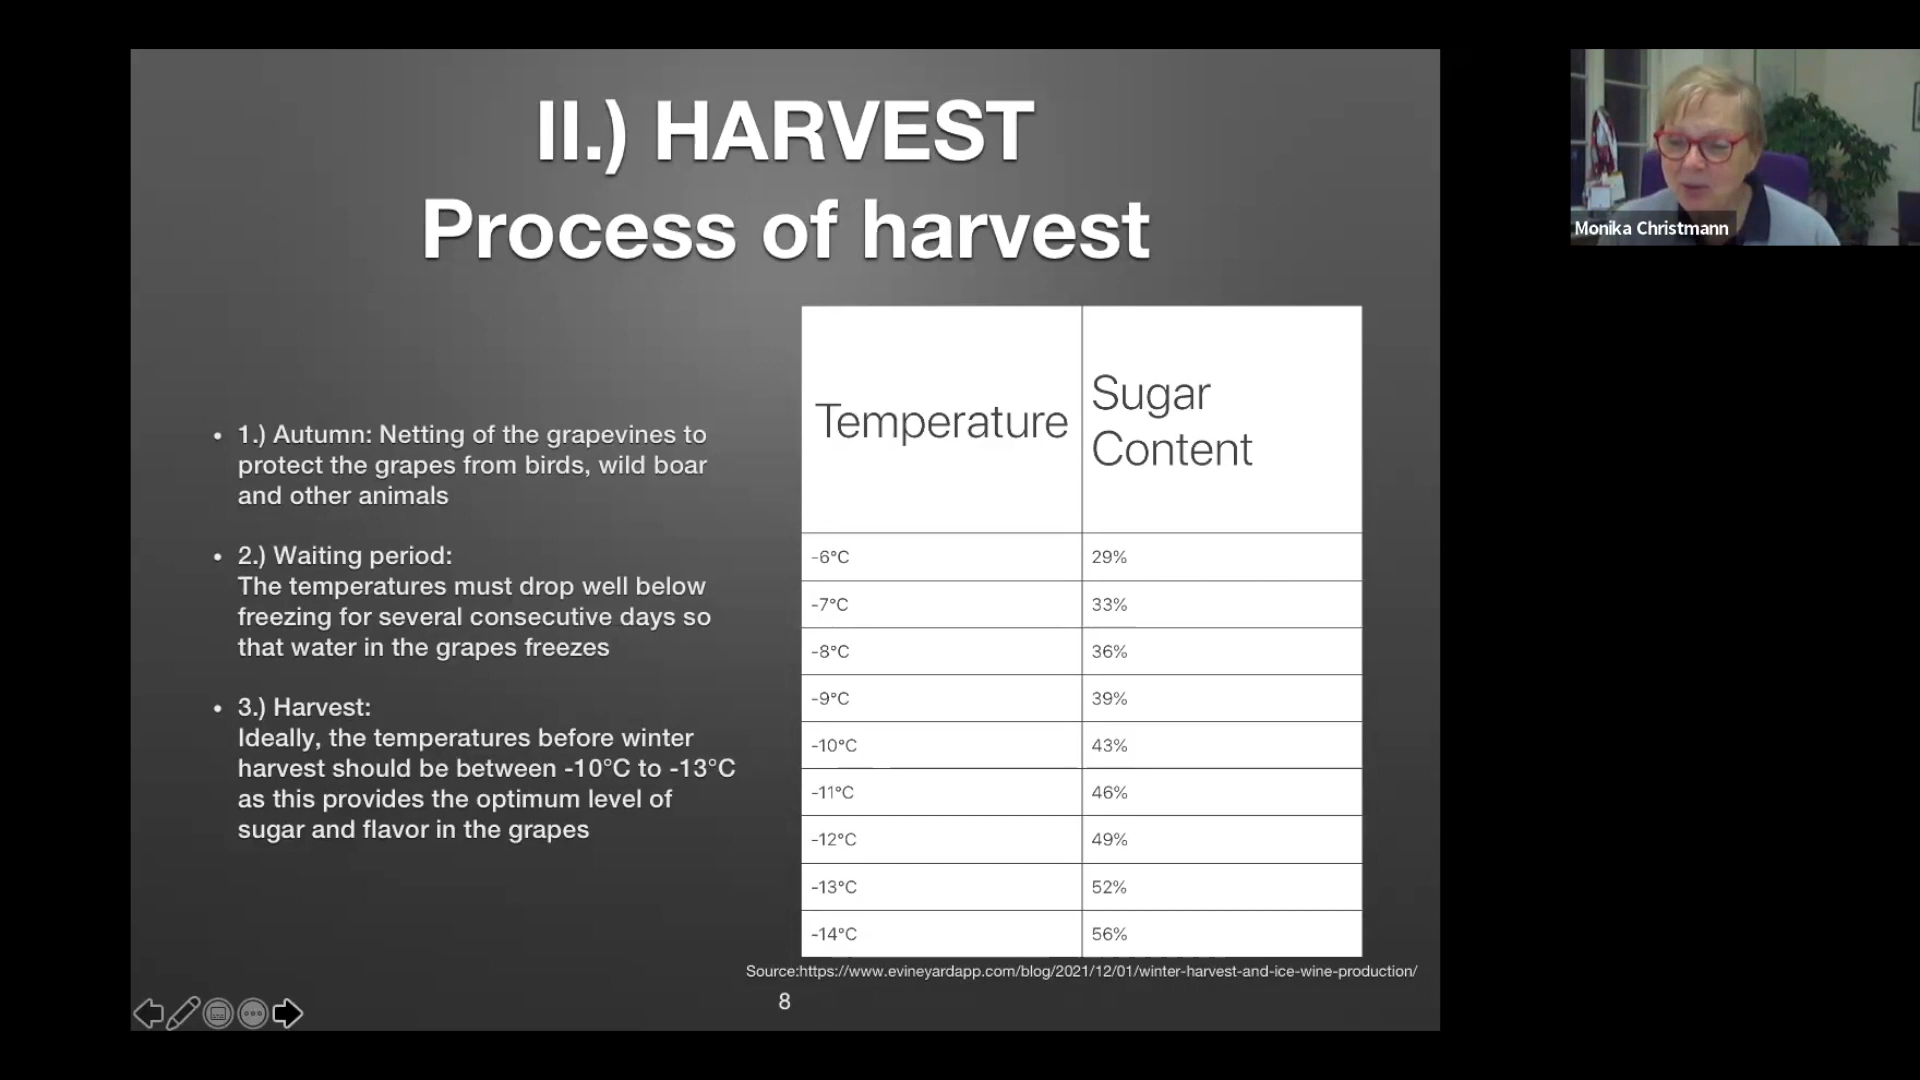 II.) HARVEST
Process of harvest
• 1.) Autumn: Netting of the grapevines to
protect the grapes from birds, wild boar
and other animals
• 2.) Waiting period:
The temperatures must drop well below
freezing for several consecutive days so
that water in the grapes freezes
• 3.) Harvest:
Ideally, the temperatures before winter
harvest should be between -10°C to -13°C
as this provides the optimum level of
sugar and flavor in the grapes
Temperature Sugar Content
-6°C 29%
-7°C 33%
-8°C 36%
-9°C 39%
-10°C 43%
-11°C 46%
-12°C 49%
-13°C 52%
-14°C 56%
Source:https://www.evineyardapp.com/blog/2021/12/01/winter-harvest-and-ice-wine-production/
8
Monika Christmann